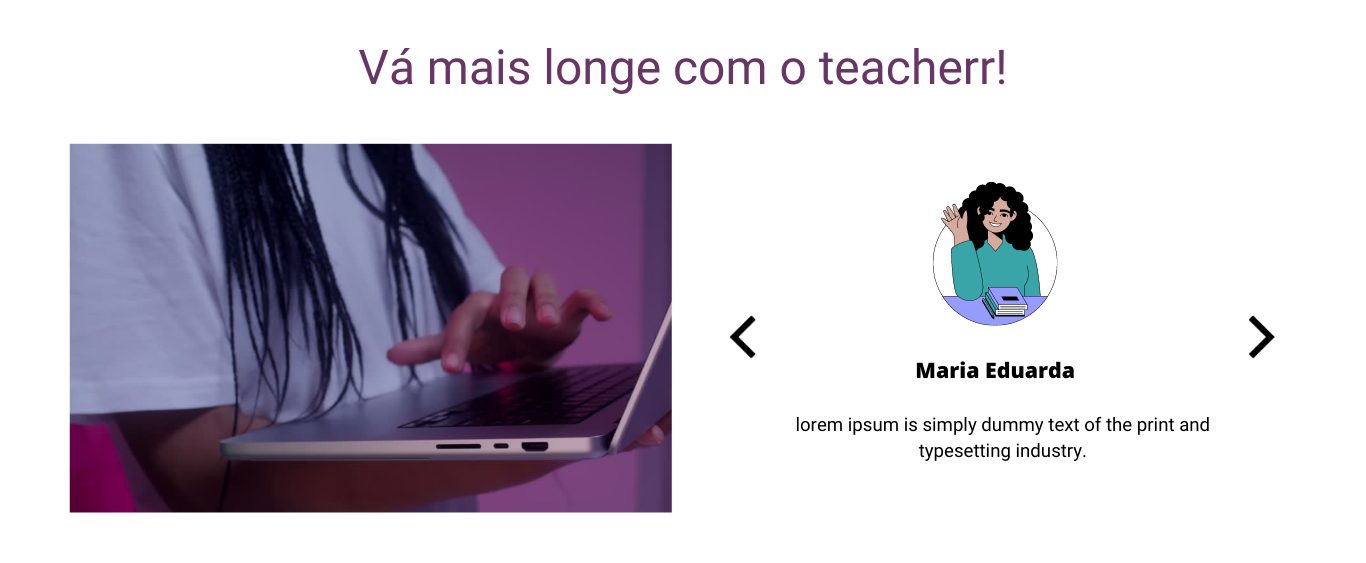 Vá mais longe com o teacherr!
Maria Eduarda
lorem ipsum is simply dummy text of the print and
typesetting industry.